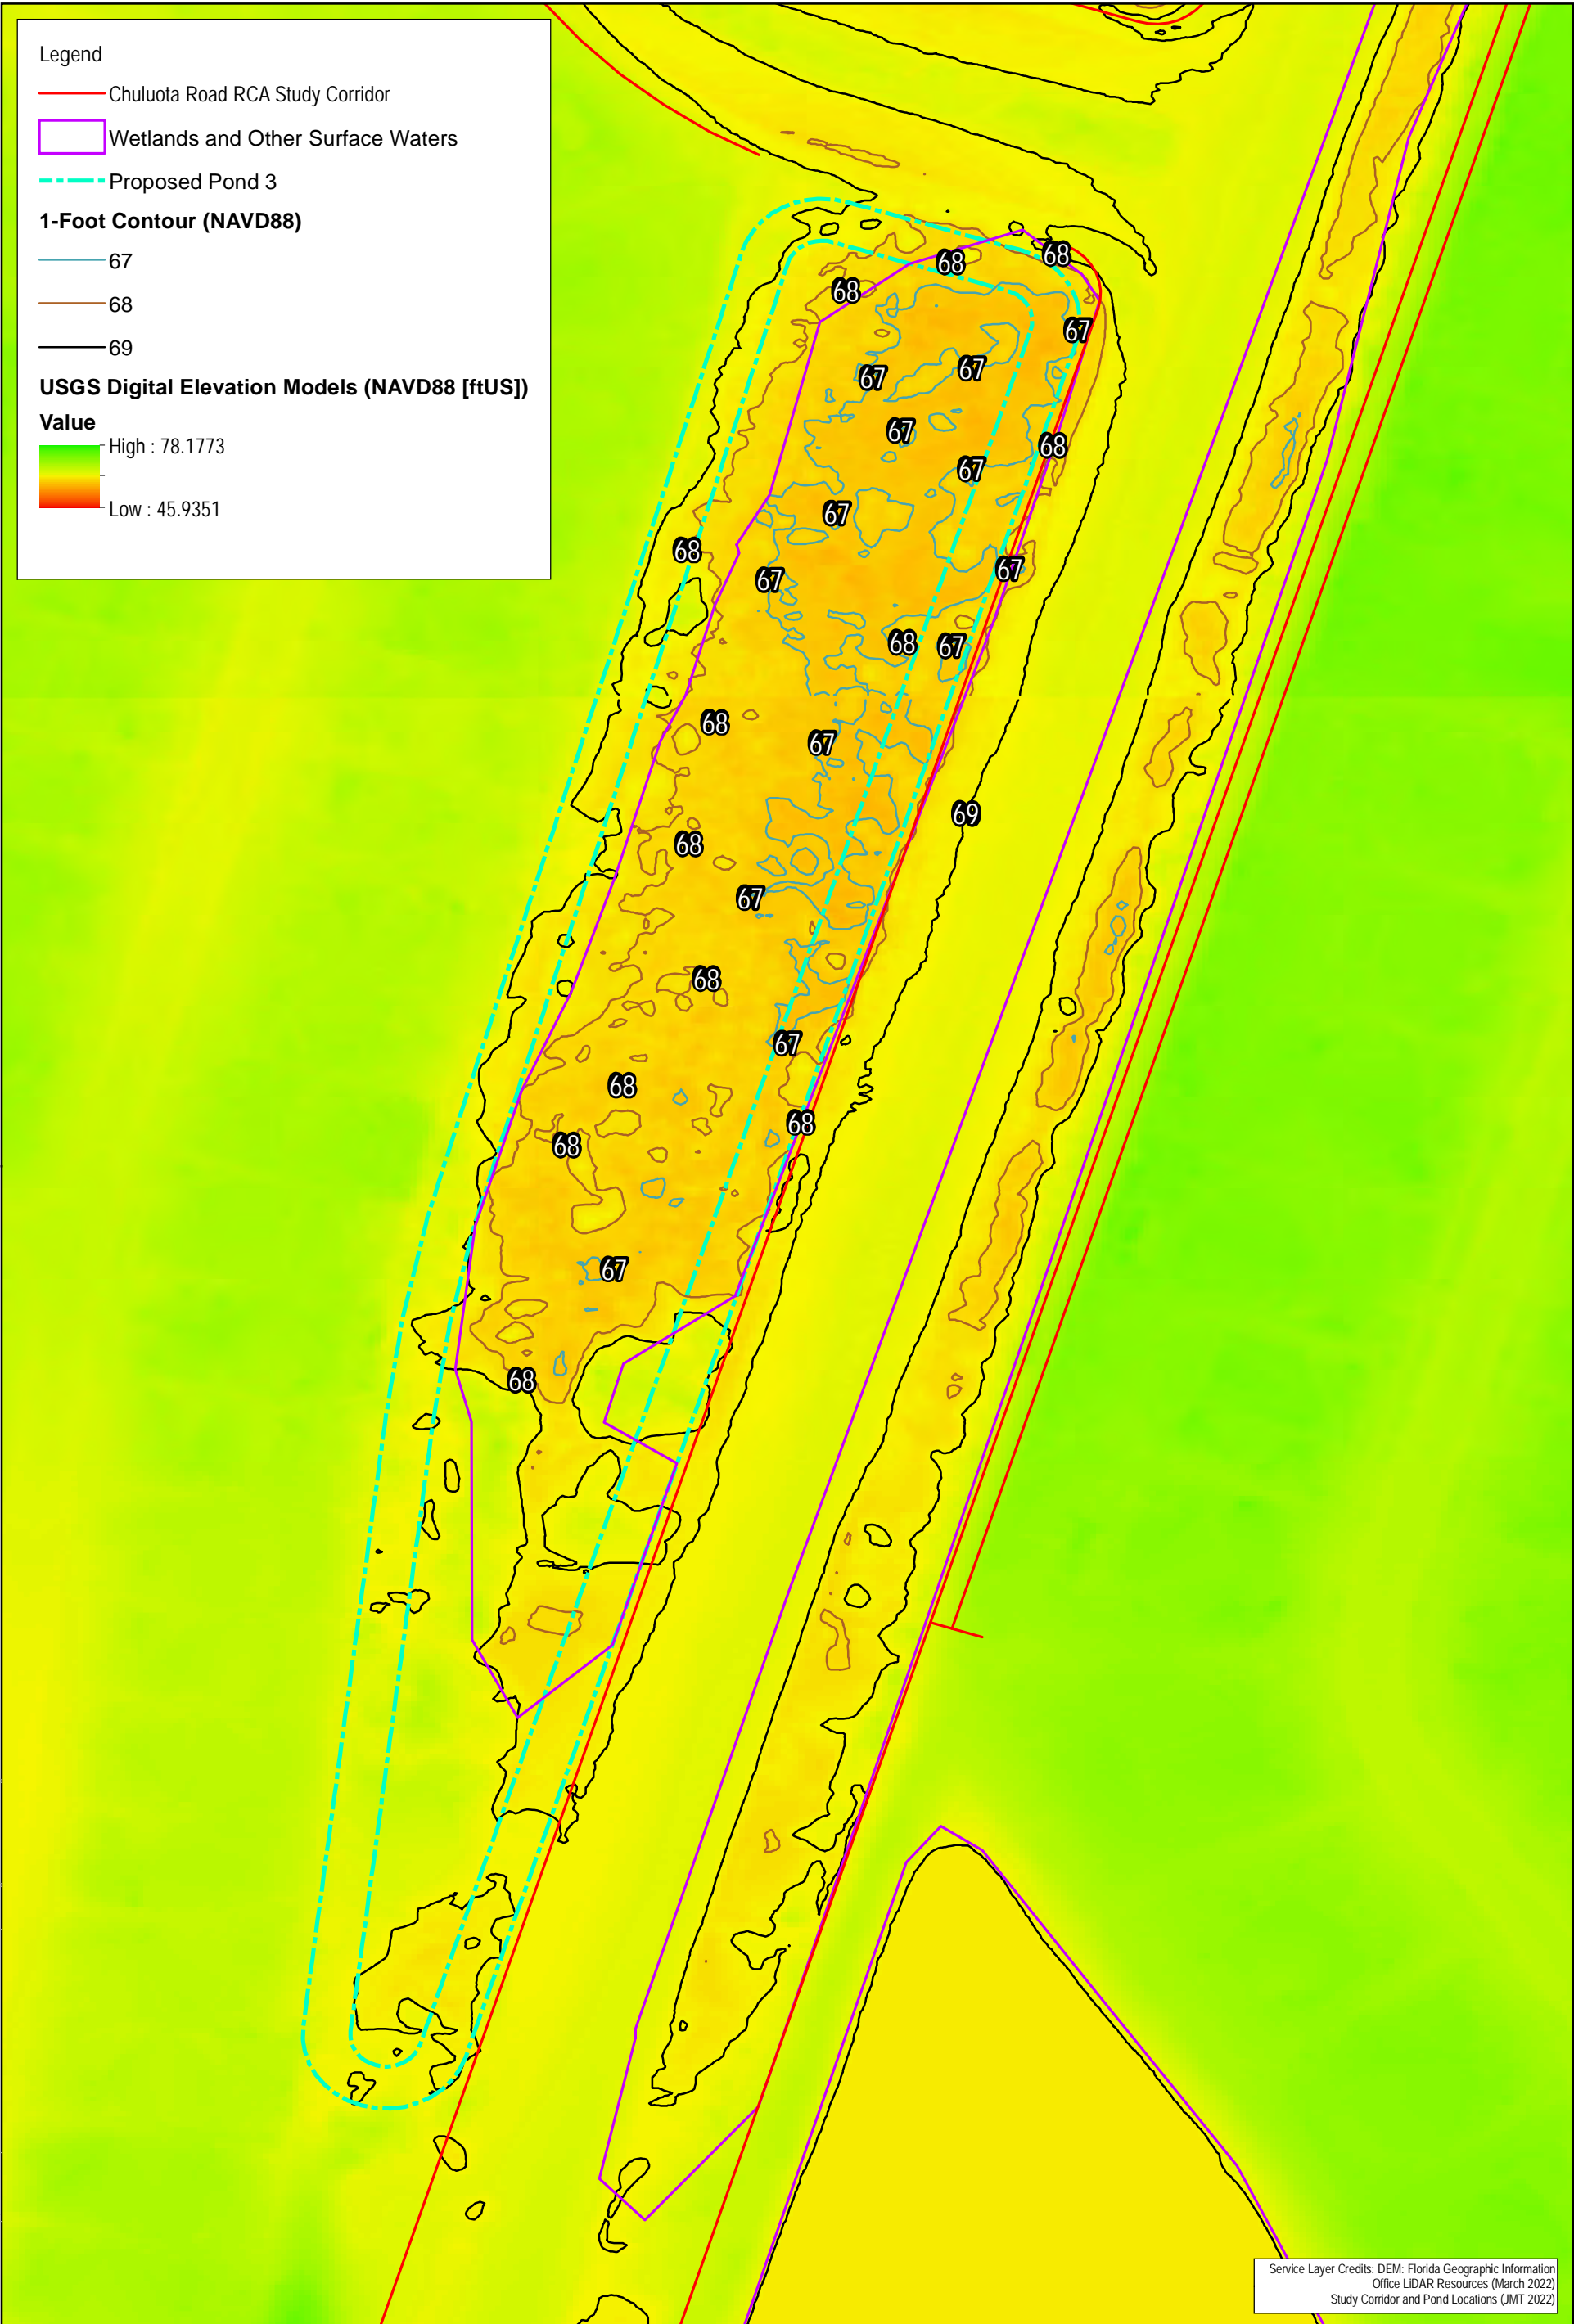 Legend
Chuluota Road RCA Study Corridor
Wetlands and Other Surface Waters
Proposed Pond 3
1-Foot Contour (NAVD88)
67
68
69
USGS Digital Elevation Models (NAVD88 [ftUS])
Value
High : 78.1773
Low : 45.9351
68
68
68
67
67
67
67
68
67
67
68
67
67
68
67
68
67
69
68
67
68
67
68
68
68
67
68
Service Layer Credits: DEM: Florida Geographic Information
Office LiDAR Resources (March 2022)
Study Corridor and Pond Locations (JMT 2022)